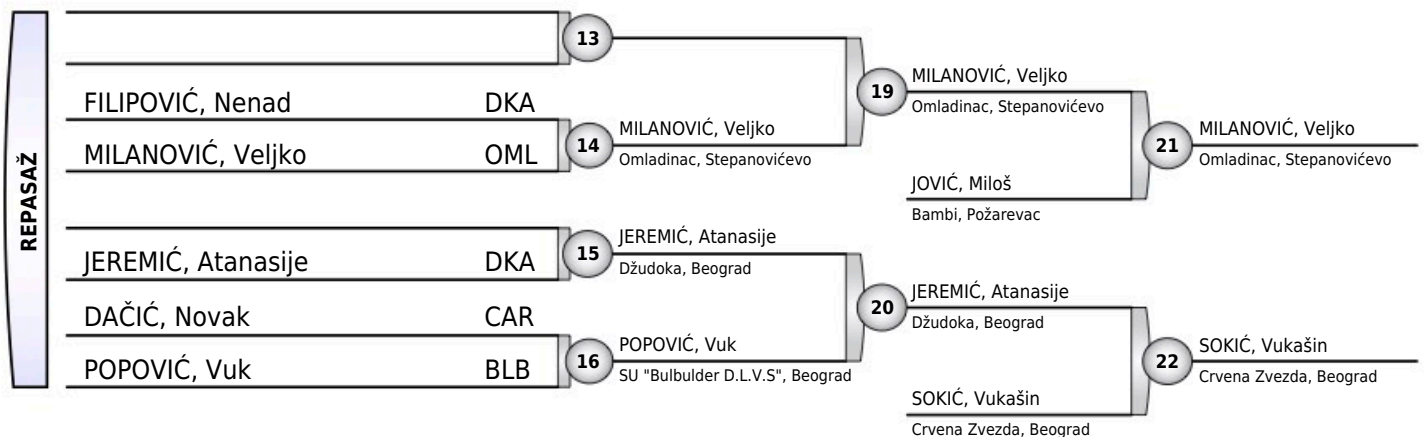 REPASAŽ
13
FILIPOVIĆ, Nenad DKA
MILANOVIĆ, Veljko OML
14
MILANOVIĆ, Veljko
Omladinac, Stepanovićevo
JEREMIĆ, Atanasije DKA
15
JEREMIĆ, Atanasije
Džudoka, Beograd
DAČIĆ, Novak CAR
POPOVIĆ, Vuk BLB
16
POPOVIĆ, Vuk
SU "Bulbulder D.L.V.S", Beograd
19
MILANOVIĆ, Veljko
Omladinac, Stepanovićevo
JOVIĆ, Miloš
Bambi, Požarevac
20
JEREMIĆ, Atanasije
Džudoka, Beograd
SOKIĆ, Vukašin
Crvena Zvezda, Beograd
21
MILANOVIĆ, Veljko
Omladinac, Stepanovićevo
22
SOKIĆ, Vukašin
Crvena Zvezda, Beograd